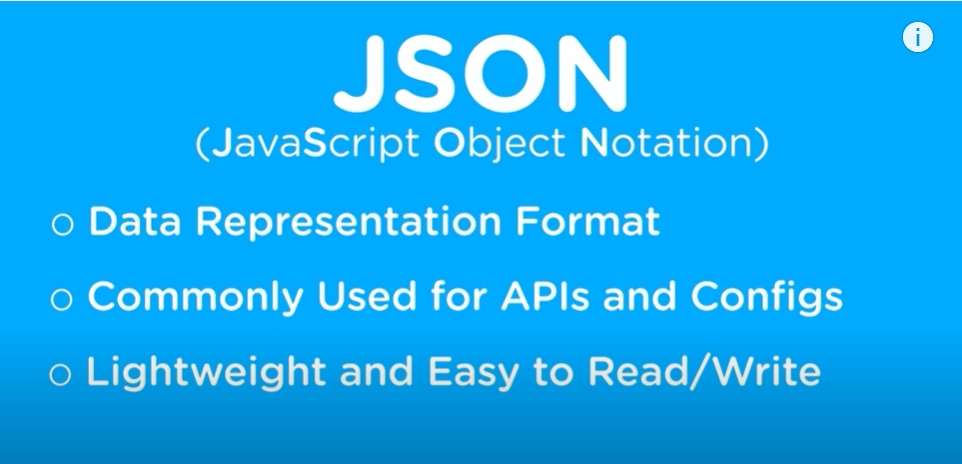 JSON
(JavaScript Object Notation)
Data Representation Format
Commonly Used for APIs and Configs
Lightweight and Easy to Read/Write
i